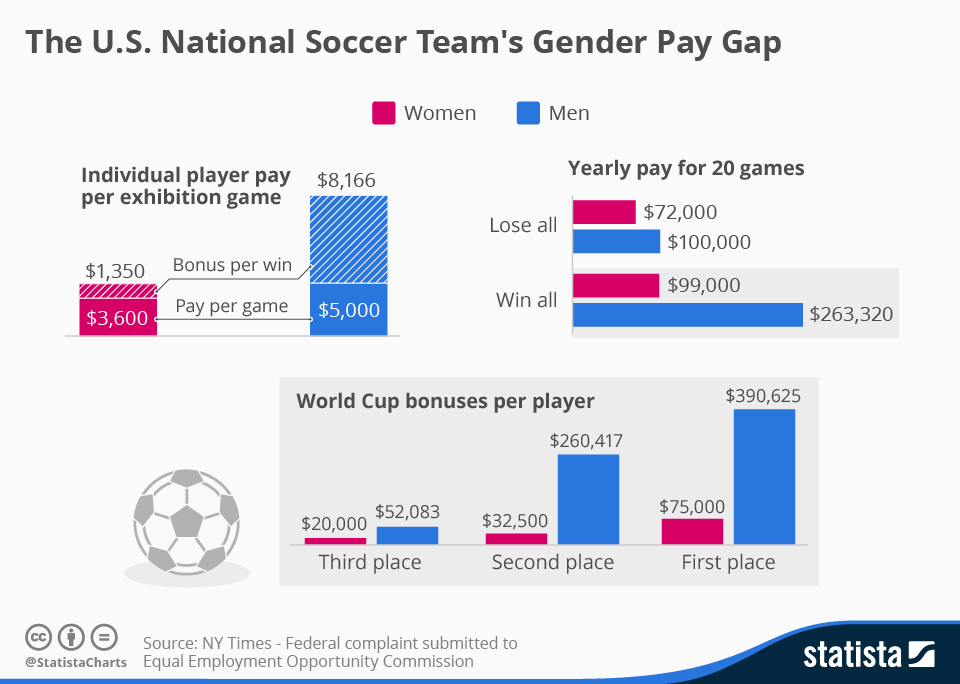 The U.S. National Soccer Team's Gender Pay Gap
Women
Men
Individual player pay
per exhibition game
$8,166
$1,350
Bonus per win
Pay per game
$3,600
$5,000
Yearly pay for 20 games
Lose all
$72,000
$100,000
Win all
$99,000
$263,320
World Cup bonuses per player
$20,000
$52,083
Third place
$32,500
$260,417
Second place
$75,000
$390,625
First place
cc
@StatistaCharts
Source: NY Times - Federal complaint submitted to
Equal Employment Opportunity Commission
statista